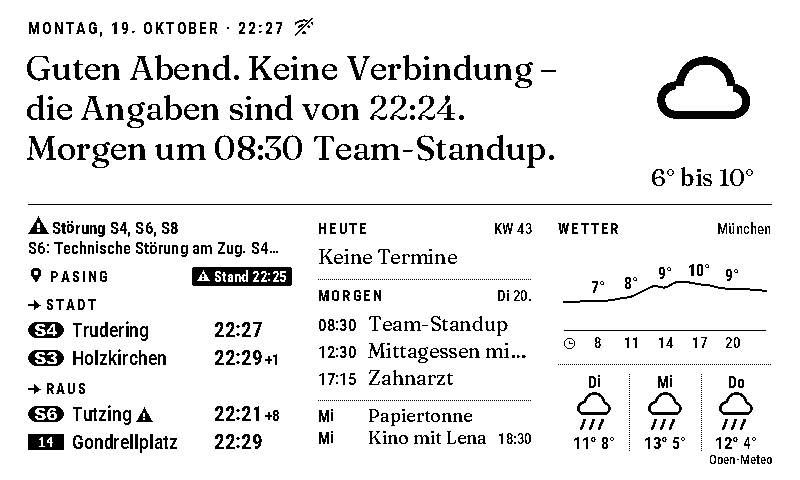 MONTAG, 19. OKTOBER · 22:27
Guten Abend. Keine Verbindung –
die Angaben sind von 22:24.
Morgen um 08:30 Team-Standup.
6° bis 10°
Störung S4, S6, S8
S6: Technische Störung am Zug. S4…
PASING
Stand 22:25
→ STADT
S4 Trudering 22:27
S3 Holzkirchen 22:29 +1
→ RAUS
S6 Tutzing 22:21 +8
14 Gondrellplatz 22:29
HEUTE KW 43
Keine Termine
MORGEN Di 20.
08:30 Team-Standup
12:30 Mittagessen mi…
17:15 Zahnarzt
Mi Papiertonne
Mi Kino mit Lena 18:30
WETTER München
7° 8° 9° 10° 9°
8 11 14 17 20
Di Mi Do
11° 8° 13° 5° 12° 4°
Open-Meteo